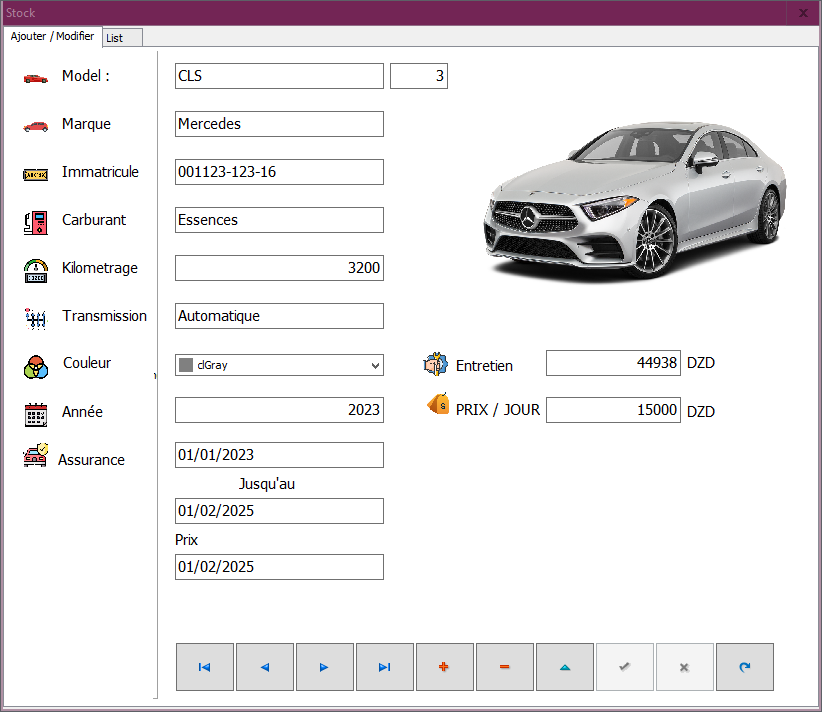 Stock
Ajouter / Modifier
List
Model :
CLS
3
Marque
Mercedes
Immatricule
001123-123-16
Carburant
Essences
Kilometrage
3200
Transmission
Automatique
Couleur
clGray
Entretien
44938
DZD
Année
2023
PRIX / JOUR
15000
DZD
Assurance
01/01/2023
Jusqu'au
01/02/2025
Prix
01/02/2025